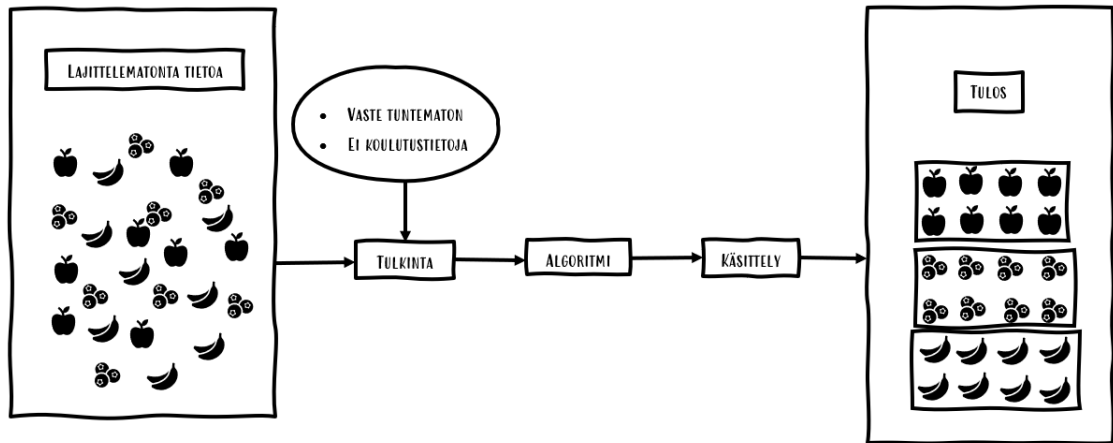 LAJITTELEMATONTA TIETOA
• VASTE TUNTEMATON
• EI KOULUTUSTIETOJA
TULKINTA
ALGORITMI
KÄSITTELY
TULOS